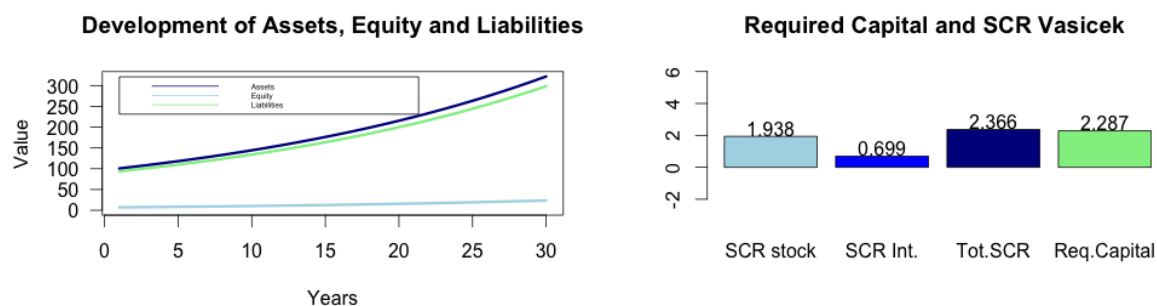 Development of Assets, Equity and Liabilities
Value
300
250
200
150
100
50
0
Assets
Equity
Liabilities
0 5 10 15 20 25 30
Years
Required Capital and SCR Vasicek
6
4
2
0
-2
1.938
0.699
2.366
2.287
SCR stock SCR Int. Tot.SCR Req.Capital